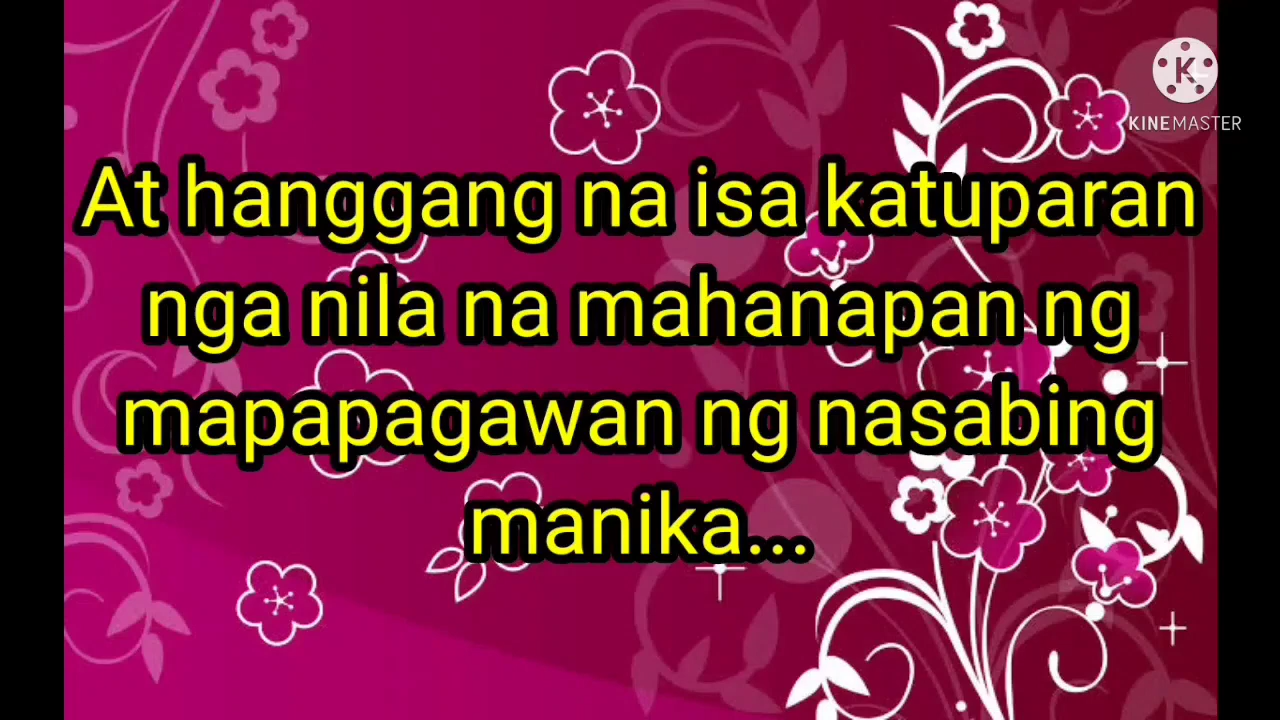 KINEMASTER
At hanggang na isa katuparan
nga nila na mahanapan ng
mapapagawan ng nasabing
manika...